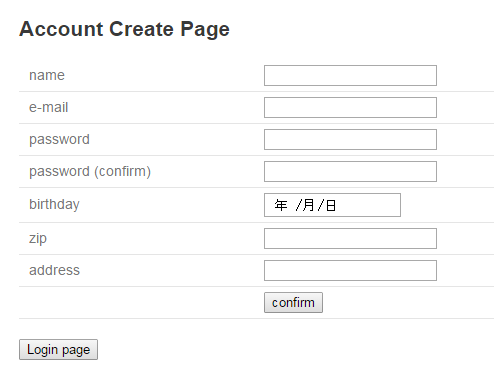 Account Create Page
name
e-mail
password
password (confirm)
birthday 年 /月/日
zip
address
confirm
Login page